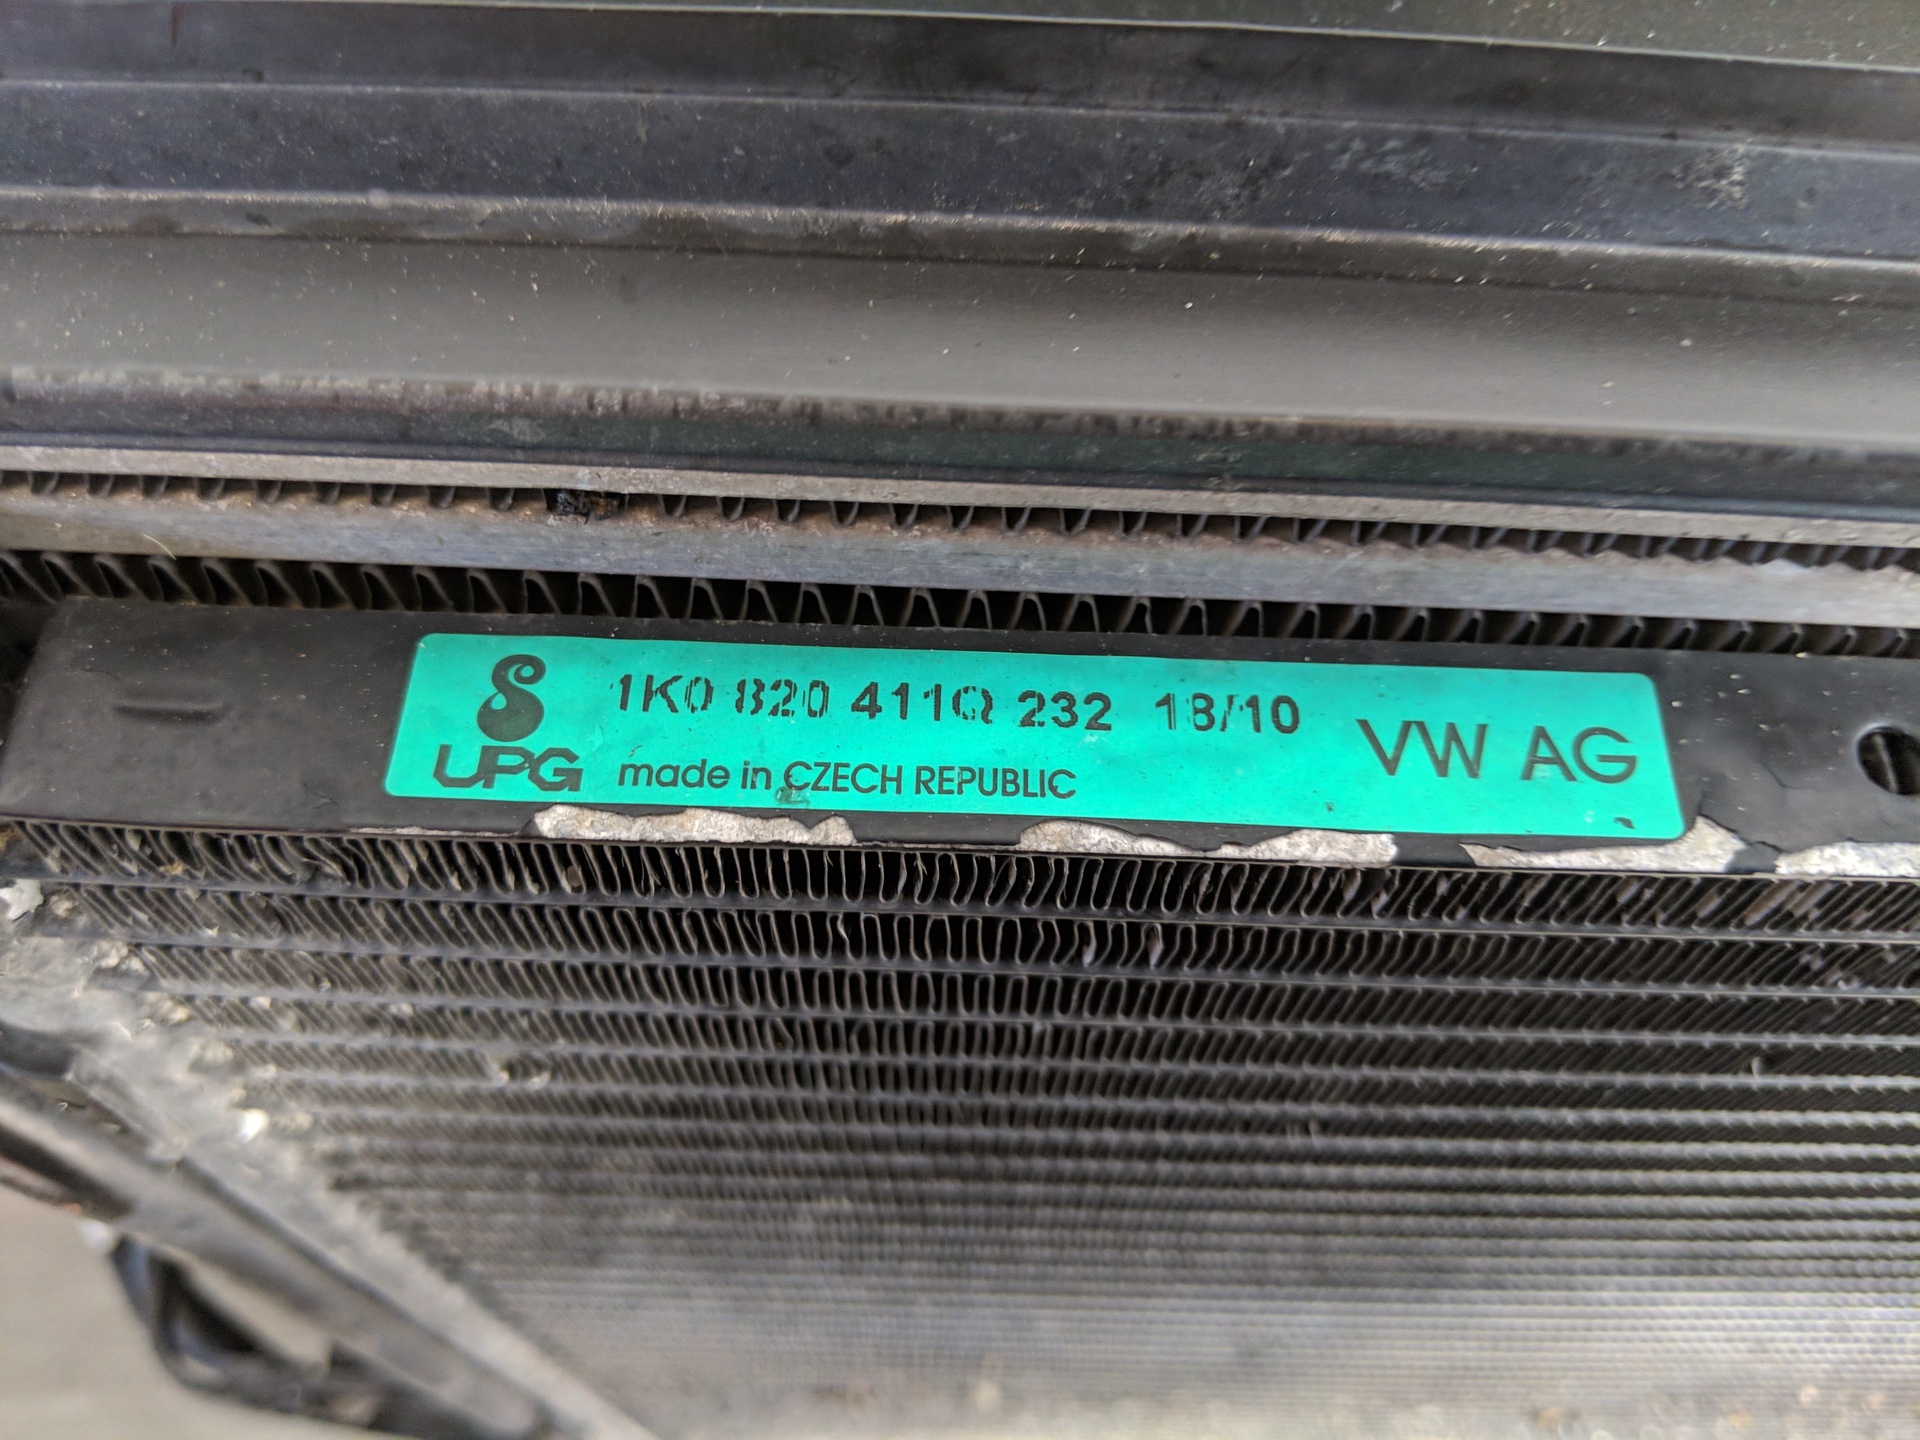 1K0 820 411Q 232 18/10
VW AG
UPG
made in CZECH REPUBLIC